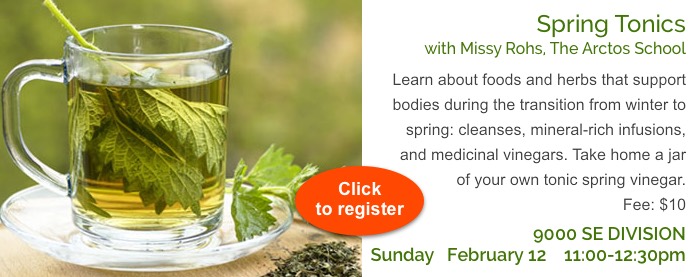 Spring Tonics
with Missy Rohs, The Arctos School
Learn about foods and herbs that support
bodies during the transition from winter to
spring: cleanses, mineral-rich infusions,
and medicinal vinegars. Take home a jar
of your own tonic spring vinegar.
Fee: $10
Click
to register
9000 SE DIVISION
Sunday February 12 11:00-12:30pm